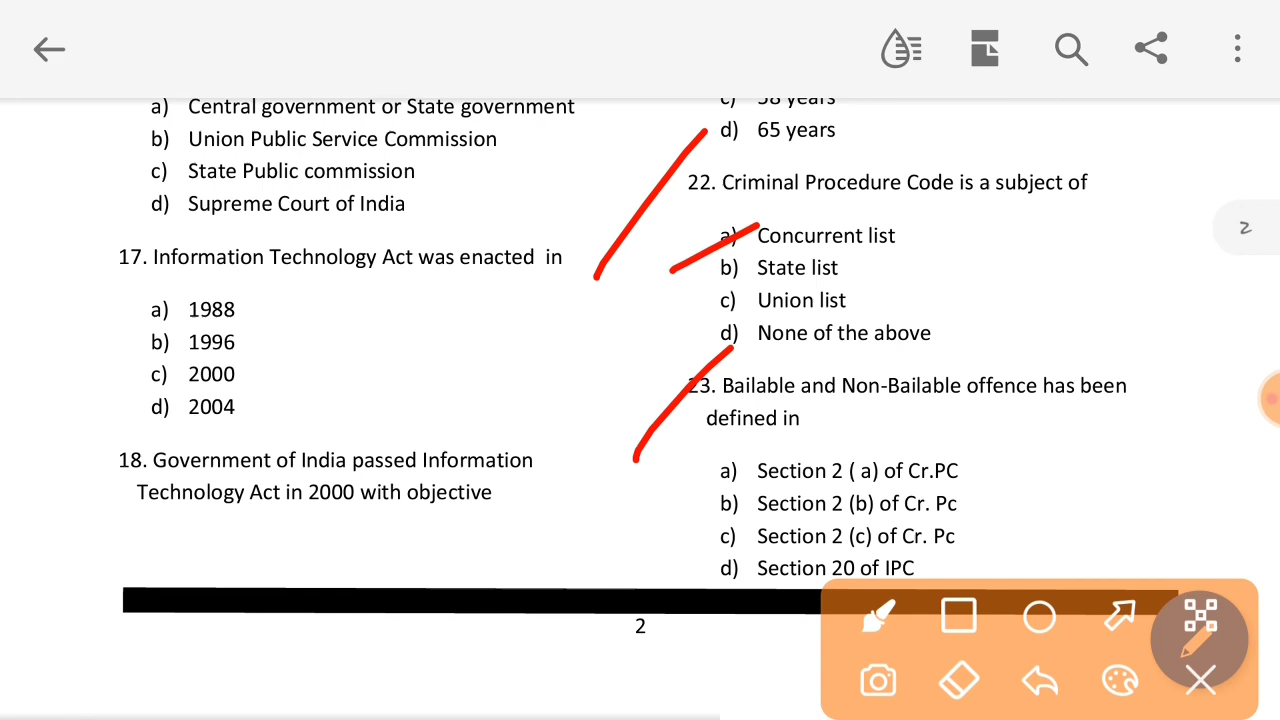 a) Central government or State government
b) Union Public Service Commission
c) State Public commission
d) Supreme Court of India
17. Information Technology Act was enacted in
a) 1988
b) 1996
c) 2000
d) 2004
18. Government of India passed Information
Technology Act in 2000 with objective
c) 58 years
d) 65 years
22. Criminal Procedure Code is a subject of
a) Concurrent list
b) State list
c) Union list
d) None of the above
23. Bailable and Non-Bailable offence has been
defined in
a) Section 2 ( a) of Cr.PC
b) Section 2 (b) of Cr. Pc
c) Section 2 (c) of Cr. Pc
d) Section 20 of IPC
2
2